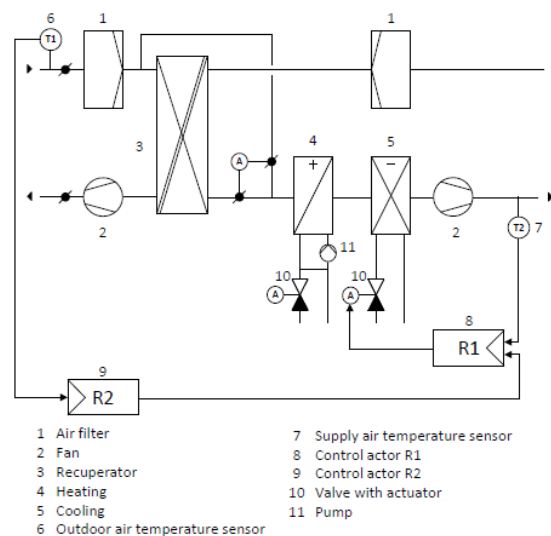 6
1
1
T1
3
A
4
5
+
−
2
2
T2
7
11
10
10
A
A
8
R1
9
R2
1 Air filter
2 Fan
3 Recuperator
4 Heating
5 Cooling
6 Outdoor air temperature sensor
7 Supply air temperature sensor
8 Control actor R1
9 Control actor R2
10 Valve with actuator
11 Pump